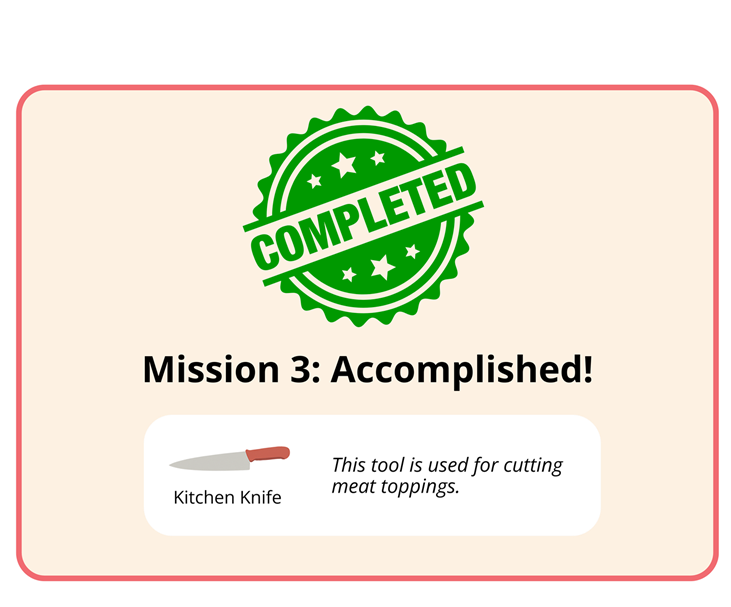 COMPLETED
Mission 3: Accomplished!
Kitchen Knife
This tool is used for cutting
meat toppings.